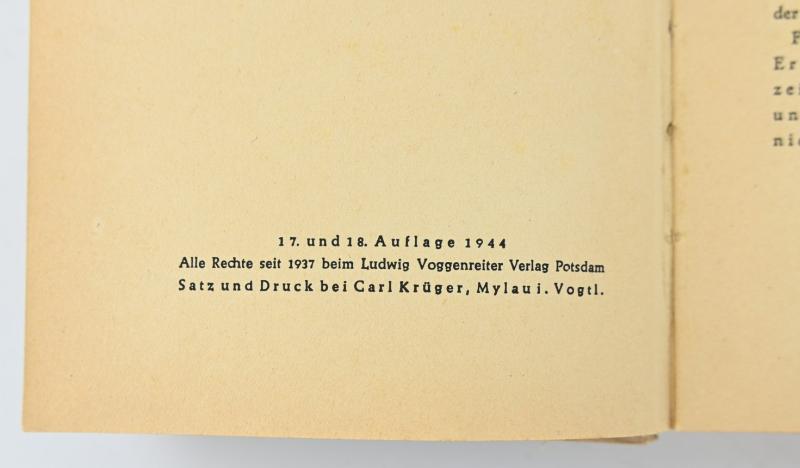 17. und 18. Auflage 1944
Alle Rechte seit 1937 beim Ludwig Voggenreiter Verlag Potsdam
Satz und Druck bei Carl Krüger, Mylau i. Vogtl.
der